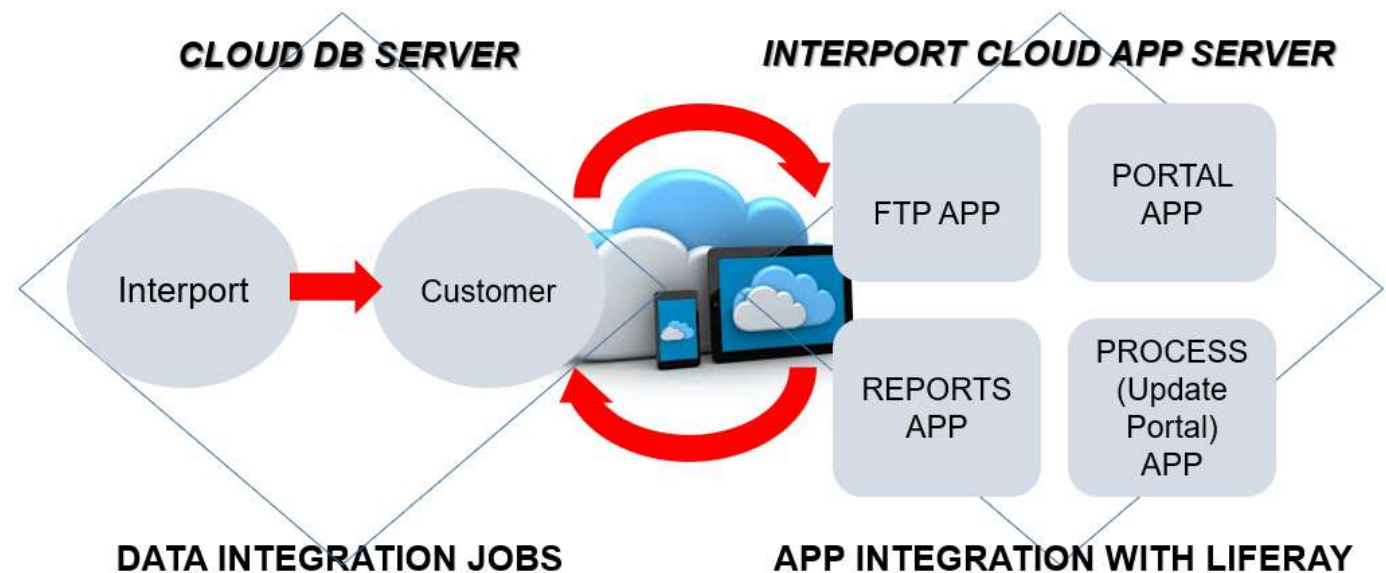 CLOUD DB SERVER
INTERPORT CLOUD APP SERVER
Interport
Customer
FTP APP
PORTAL
APP
REPORTS
APP
PROCESS
(Update
Portal)
APP
DATA INTEGRATION JOBS
APP INTEGRATION WITH LIFERAY